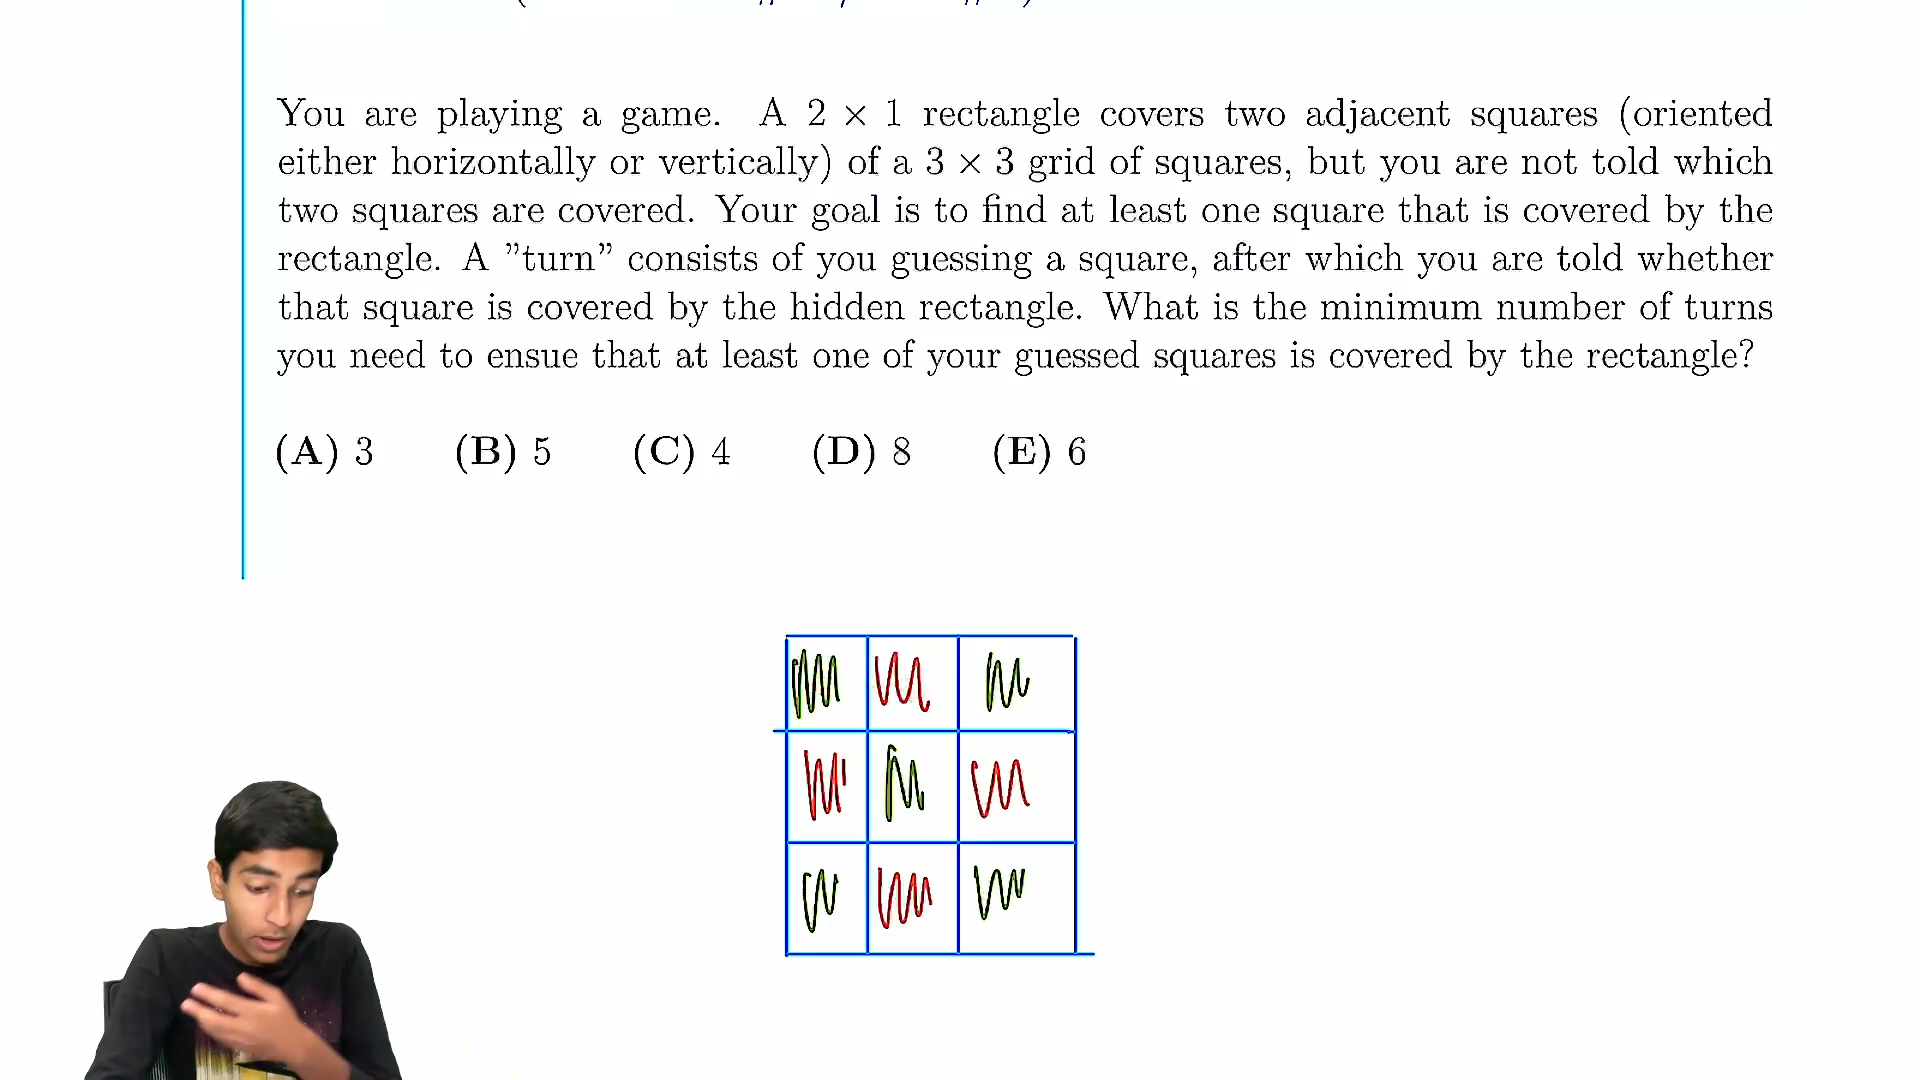 You are playing a game. A 2 × 1 rectangle covers two adjacent squares (oriented
either horizontally or vertically) of a 3 × 3 grid of squares, but you are not told which
two squares are covered. Your goal is to find at least one square that is covered by the
rectangle. A ”turn” consists of you guessing a square, after which you are told whether
that square is covered by the hidden rectangle. What is the minimum number of turns
you need to ensue that at least one of your guessed squares is covered by the rectangle?
(A) 3 (B) 5 (C) 4 (D) 8 (E) 6